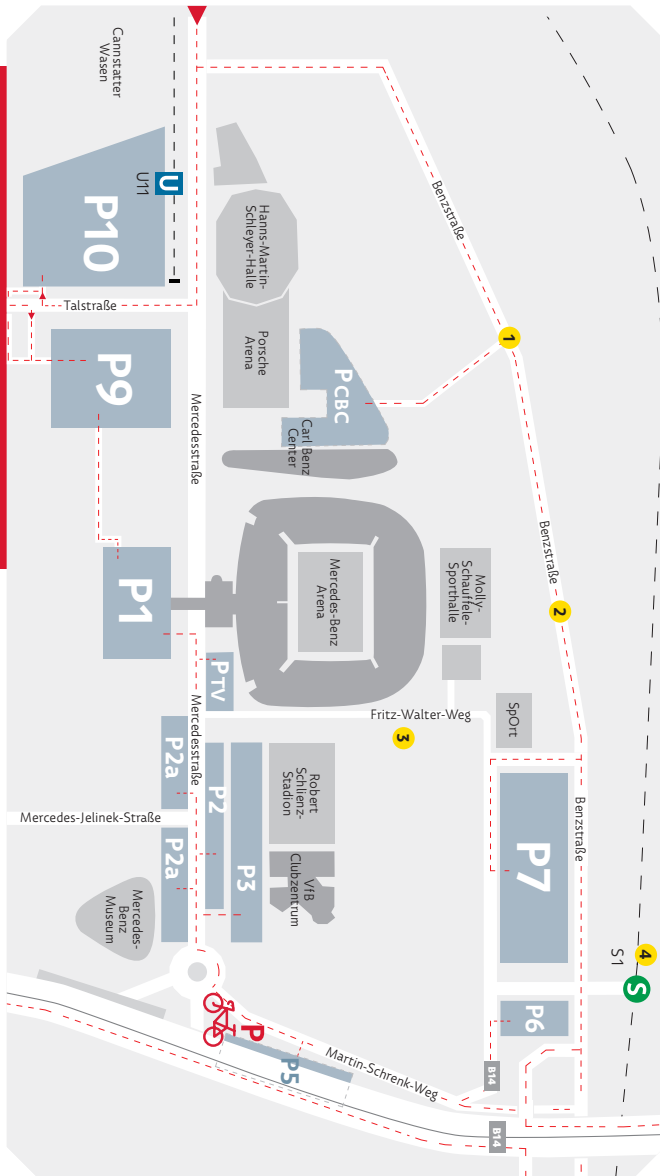 Cannstatter
Wasen
U
U11
P10
Talstraße
P9
Mercedesstraße
Hanns-Martin-
Schleyer-Halle
Porsche
Arena
PCBC
Carl Benz
Center
Benzstraße
1
Benzstraße
2
P1
Mercedes-Benz
Arena
Molly-
Schauffele-
Sporthalle
PTV
Mercedesstraße
Fritz-Walter-Weg
3
SpOrt
P2a
P2
P3
Robert
Schlienz-
Stadion
Mercedes-Jelinek-Straße
P2a
VfB
Clubzentrum
Mercedes-
Benz
Museum
Benzstraße
P7
4
S1
S
P6
P
P5
Martin-Schrenk-Weg
B14
B14